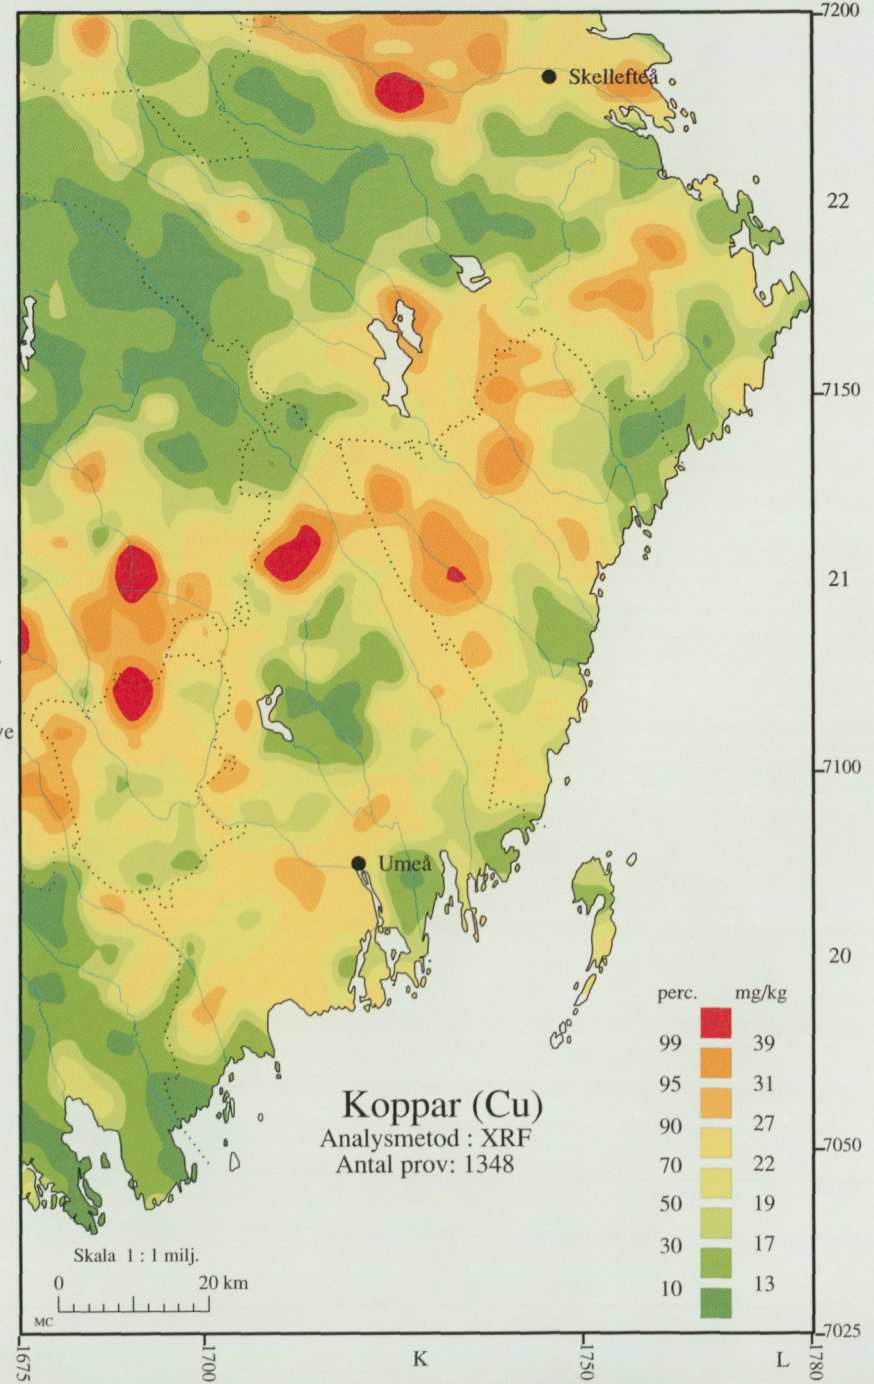 7200
Skellefteå
22
7150
21
ve
7100
Umeå
20
perc. mg/kg
99 39
95 31
90 27
70 22
50 19
30 17
10 13
Koppar (Cu)
Analysmetod : XRF
Antal prov: 1348
7050
Skala 1 : 1 milj.
0 20 km
MC
7025
1675 1700 K 1750 L 1780